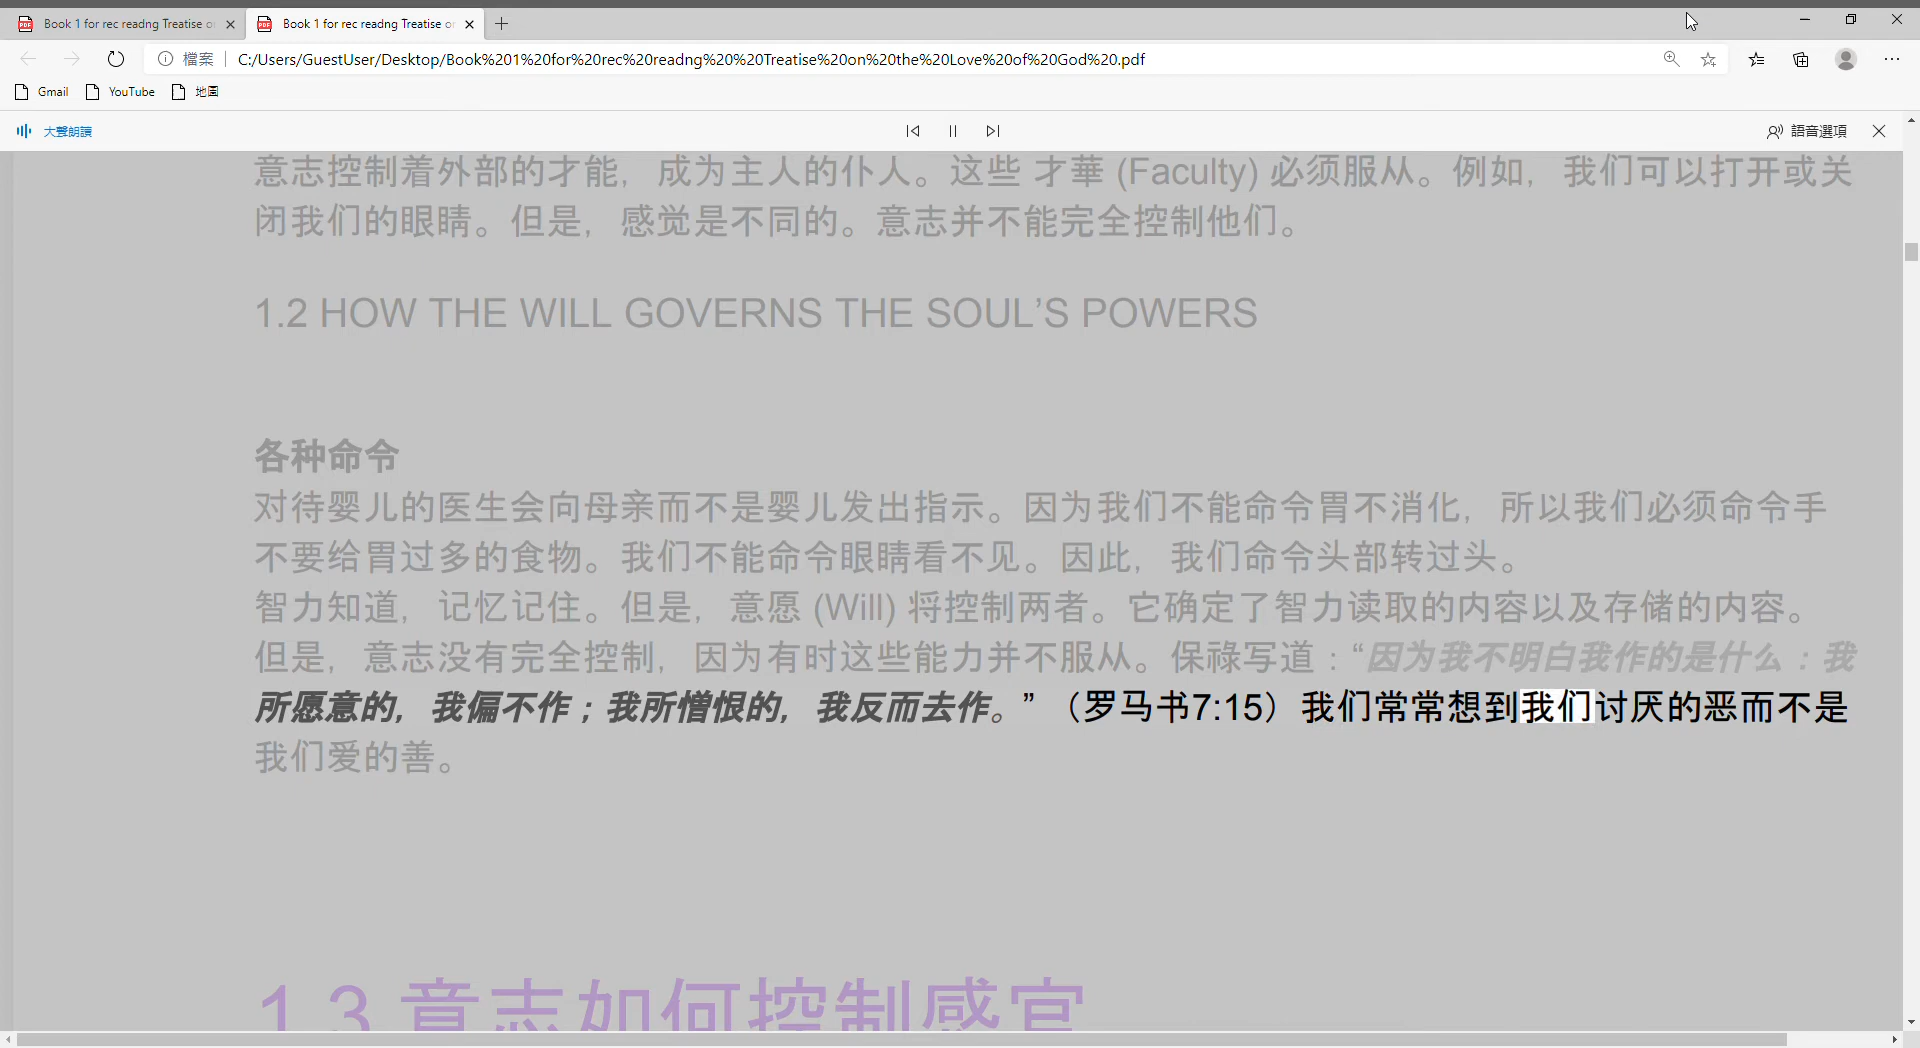 Book 1 for rec readng Treatise or
Book 1 for rec readng Treatise or
檔案 C:/Users/GuestUser/Desktop/Book%201%20for%20rec%20readng%20%20Treatise%20on%20the%20Love%20of%20God%20.pdf
Gmail YouTube 地圖
大聲朗讀 語音選項
意志控制着外部的才能，成为主人的仆人。这些 才華 (Faculty) 必须服从。例如，我们可以打开或关
闭我们的眼睛。但是，感觉是不同的。意志并不能完全控制他们。
1.2 HOW THE WILL GOVERNS THE SOUL’S POWERS
各种命令
对待婴儿的医生会向母亲而不是婴儿发出指示。因为我们不能命令胃不消化，所以我们必须命令手
不要给胃过多的食物。我们不能命令眼睛看不见。因此，我们命令头部转过头。
智力知道，记忆记住。但是，意愿 (Will) 将控制两者。它确定了智力读取的内容以及存储的内容。
但是，意志没有完全控制，因为有时这些能力并不服从。保祿写道：“因为我不明白我作的是什么：我
所愿意的，我偏不作；我所憎恨的，我反而去作。” （罗马书7:15）我们常常想到我们讨厌的恶而不是
我们爱的善。
1.3 意志如何控制感官